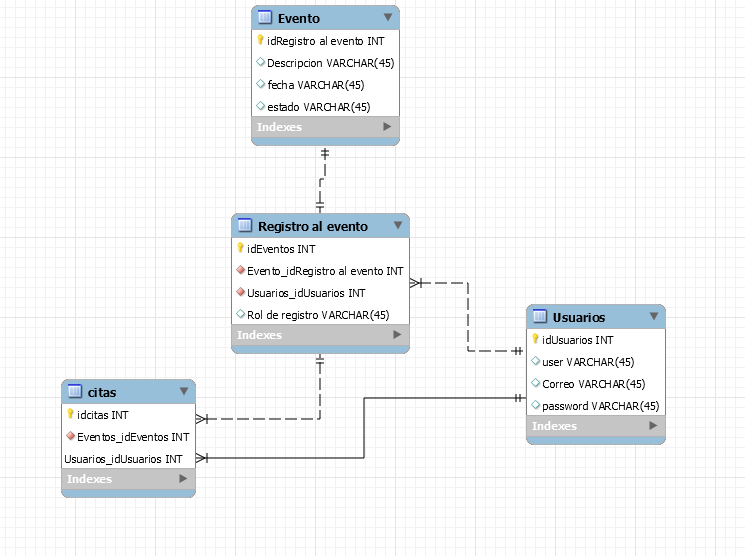 Evento
idRegistro al evento INT
Descripcion VARCHAR(45)
fecha VARCHAR(45)
estado VARCHAR(45)
Indexes
Registro al evento
idEventos INT
Evento_idRegistro al evento INT
Usuarios_idUsuarios INT
Rol de registro VARCHAR(45)
Indexes
Usuarios
idUsuarios INT
user VARCHAR(45)
Correo VARCHAR(45)
password VARCHAR(45)
Indexes
citas
idcitas INT
Eventos_idEventos INT
Usuarios_idUsuarios INT
Indexes